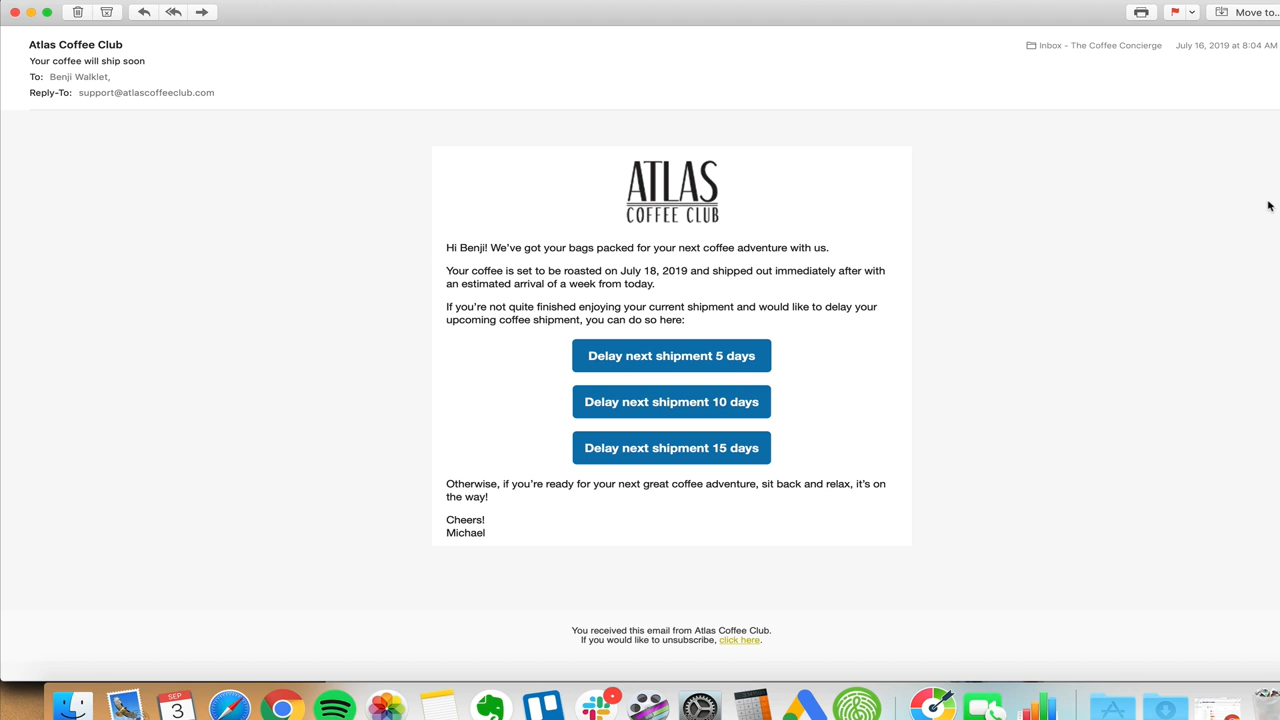 Move to...
Atlas Coffee Club
Inbox - The Coffee Concierge July 16, 2019 at 8:04 AM
Your coffee will ship soon
To: Benji Walklet,
Reply-To: support@atlascoffeeclub.com
ATLAS
COFFEE CLUB
Hi Benji! We've got your bags packed for your next coffee adventure with us.
Your coffee is set to be roasted on July 18, 2019 and shipped out immediately after with
an estimated arrival of a week from today.
If you're not quite finished enjoying your current shipment and would like to delay your
upcoming coffee shipment, you can do so here:
Delay next shipment 5 days
Delay next shipment 10 days
Delay next shipment 15 days
Otherwise, if you're ready for your next great coffee adventure, sit back and relax, it's on
the way!
Cheers!
Michael
You received this email from Atlas Coffee Club.
If you would like to unsubscribe, click here.
SEP
3